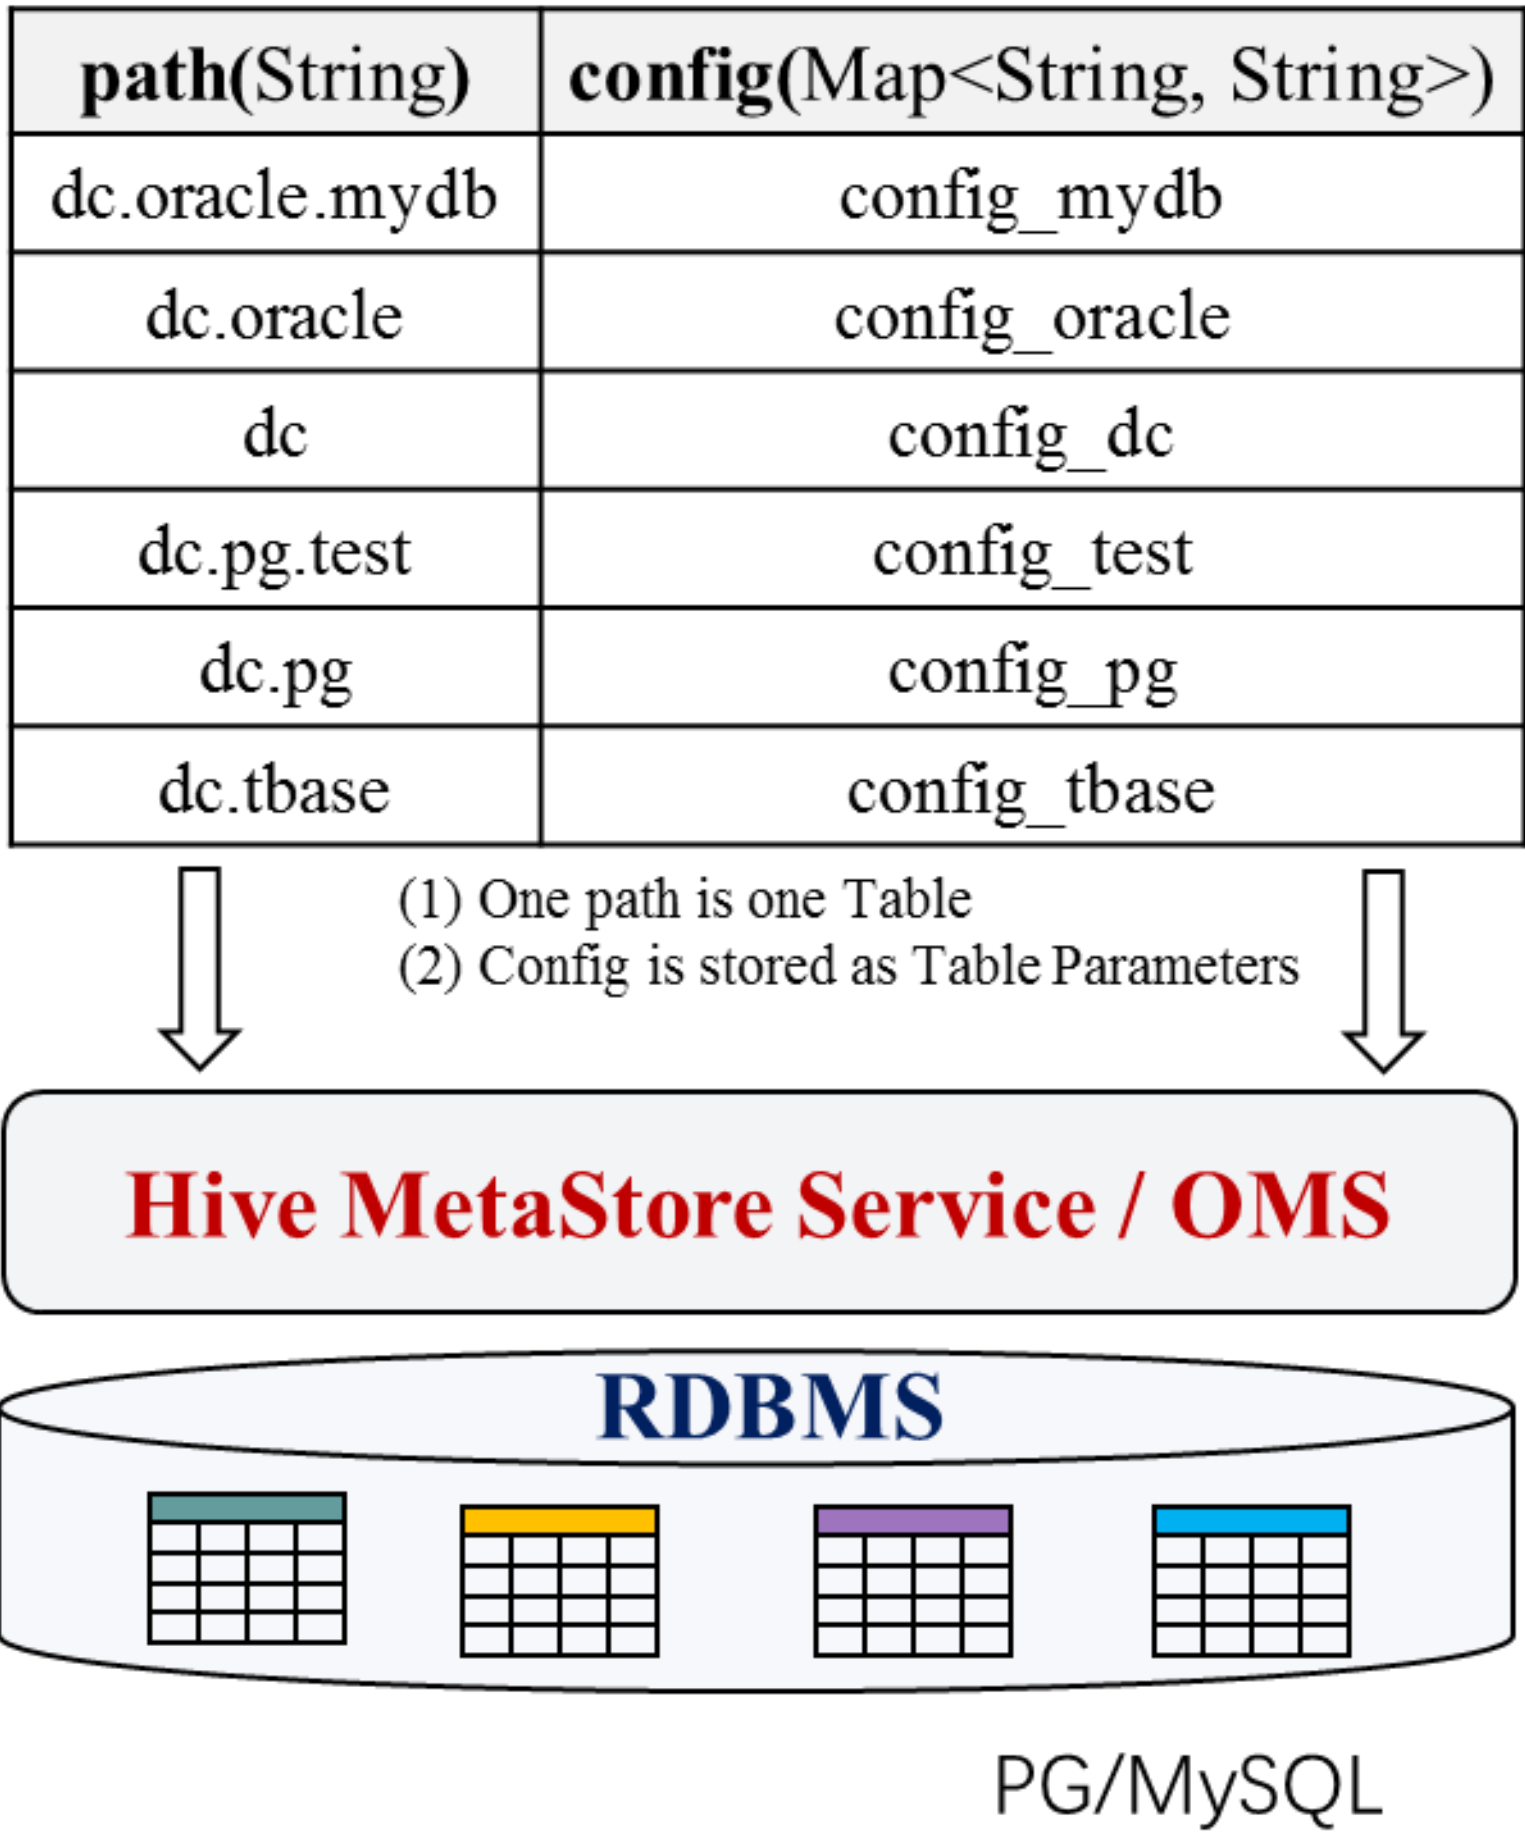 path(String) config(Map<String, String>)
dc.oracle.mydb config_mydb
dc.oracle config_oracle
dc config_dc
dc.pg.test config_test
dc.pg config_pg
dc.tbase config_tbase
(1) One path is one Table
(2) Config is stored as Table Parameters
Hive MetaStore Service / OMS
RDBMS
PG/MySQL